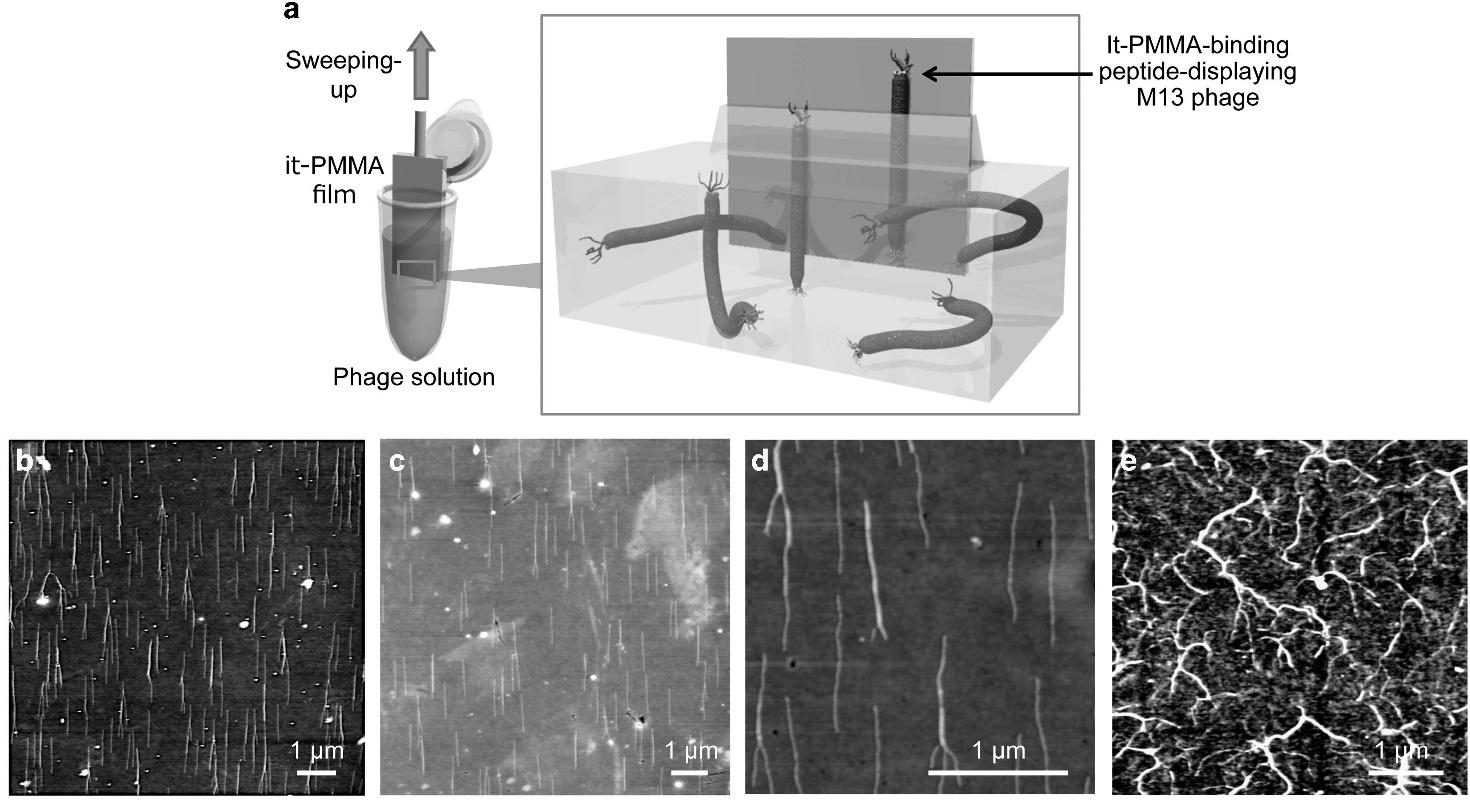 a
Sweeping-
up
it-PMMA
film
Phage solution
It-PMMA-binding
peptide-displaying
M13 phage
b
1 μm
c
1 μm
d
1 μm
e
1 μm